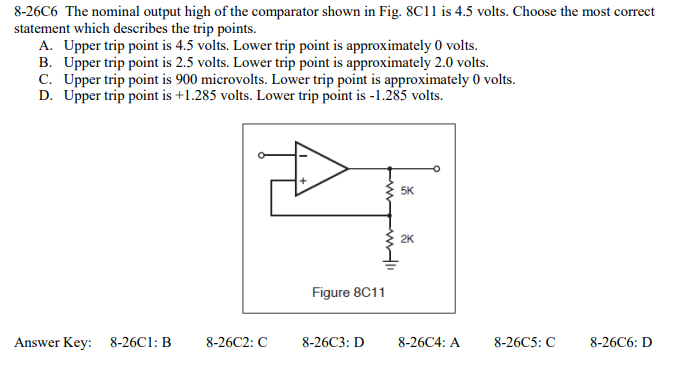 8-26C6 The nominal output high of the comparator shown in Fig. 8C11 is 4.5 volts. Choose the most correct
statement which describes the trip points.
A. Upper trip point is 4.5 volts. Lower trip point is approximately 0 volts.
B. Upper trip point is 2.5 volts. Lower trip point is approximately 2.0 volts.
C. Upper trip point is 900 microvolts. Lower trip point is approximately 0 volts.
D. Upper trip point is +1.285 volts. Lower trip point is -1.285 volts.
−
+
5K
2K
Figure 8C11
Answer Key: 8-26C1: B 8-26C2: C 8-26C3: D 8-26C4: A 8-26C5: C 8-26C6: D